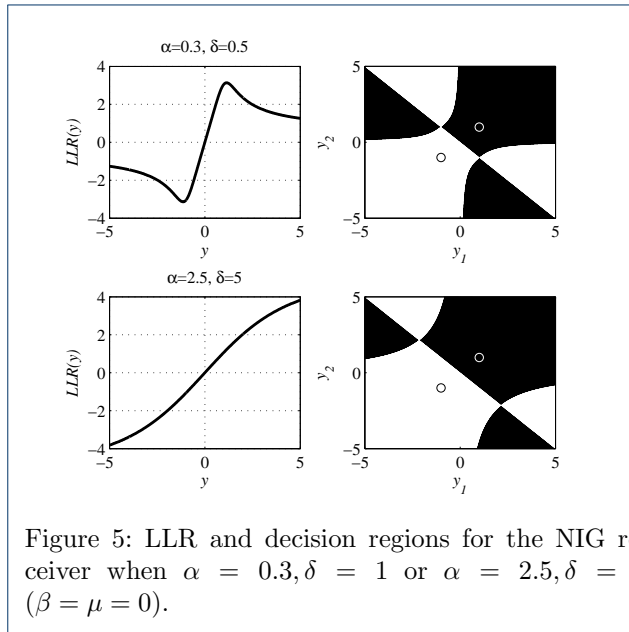 α=0.3, δ=0.5
4
2
0
−2
−4
−5
0
5
y
LLR(y)
5
0
−5
−5
0
5
y1
y2
α=2.5, δ=5
4
2
0
−2
−4
−5
0
5
y
LLR(y)
5
0
−5
−5
0
5
y1
y2
Figure 5: LLR and decision regions for the NIG r
ceiver when α = 0.3, δ = 1 or α = 2.5, δ =
(β = μ = 0).